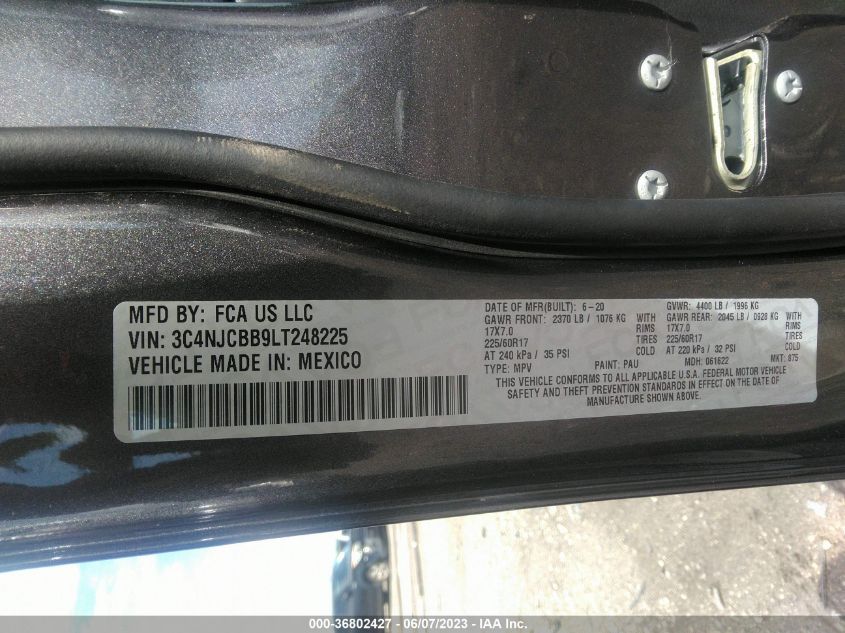 MFD BY: FCA US LLC
VIN: 3C4NJCBB9LT248225
VEHICLE MADE IN: MEXICO
DATE OF MFR(BUILT): 6-20 GVWR: 4400 LB / 1996 KG
GAWR FRONT: 2370 LB / 1076 KG WITH GAWR REAR: 2045 LB / 0928 KG WITH
17X7.0 RIMS 17X7.0 RIMS
225/60R17 TIRES 225/60R17 TIRES
AT 240 kPa / 35 PSI COLD AT 220 kPa / 32 PSI COLD
TYPE: MPV PAINT: PAU MDH: 061622 MKT: 875
THIS VEHICLE CONFORMS TO ALL APPLICABLE U.S.A. FEDERAL MOTOR VEHICLE
SAFETY AND THEFT PREVENTION STANDARDS IN EFFECT ON THE DATE OF
MANUFACTURE SHOWN ABOVE.
000-36802427 - 06/07/2023 - IAA Inc.